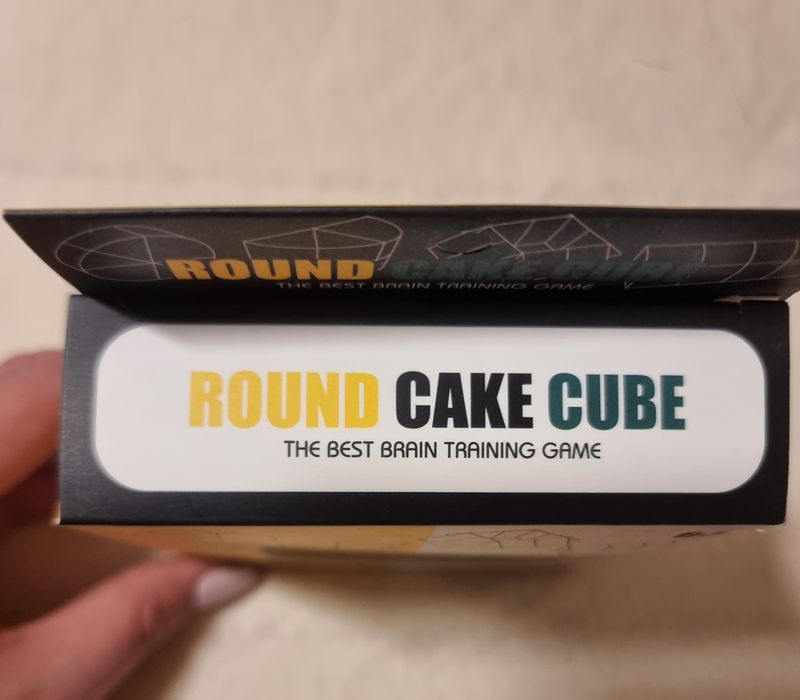 ROUND CAKE CUBE
THE BEST BRAIN TRAINING GAME
ROUND CAKE CUBE
THE BEST BRAIN TRAINING GAME